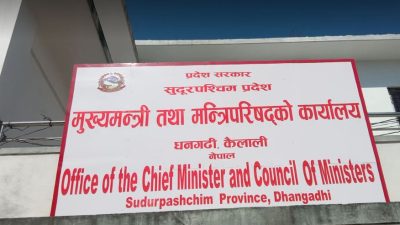 प्रदेश सरकार
सुदूरपश्चिम प्रदेश
मुख्यमन्त्री तथा मन्त्रिपरिषद्को कार्यालय
धनगढी, कैलाली
नेपाल
Office of the Chief Minister and Council Of Ministers
Sudurpashchim Province, Dhangadhi